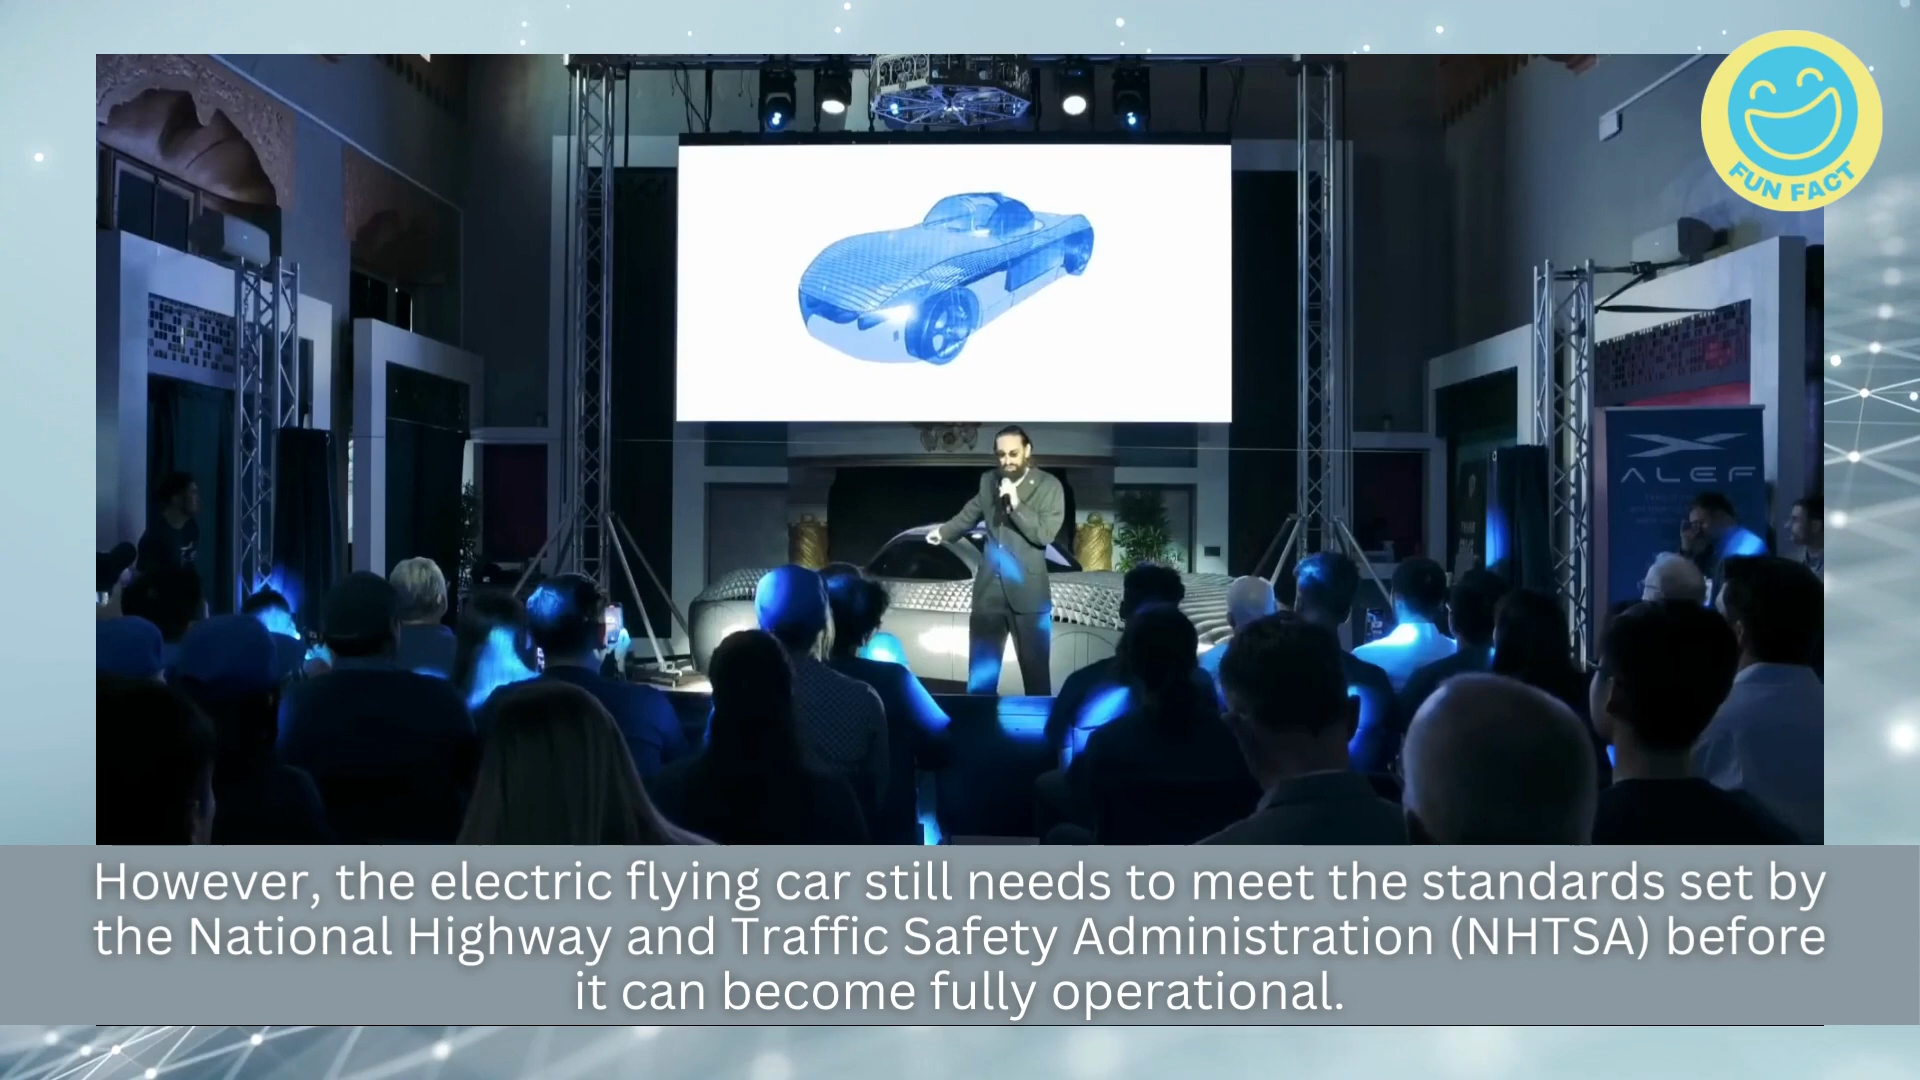 FUN FACT
ALEF
However, the electric flying car still needs to meet the standards set by
the National Highway and Traffic Safety Administration (NHTSA) before
it can become fully operational.